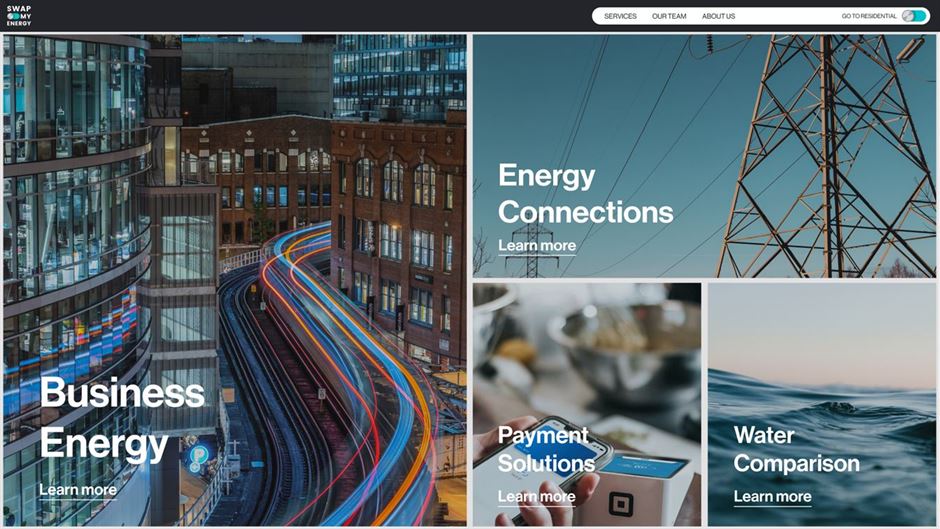 SWAP
MY
ENERGY
SERVICES
OUR TEAM
ABOUT US
GO TO RESIDENTIAL
Business
Energy
Learn more
Energy
Connections
Learn more
Payment
Solutions
Learn more
Water
Comparison
Learn more
P